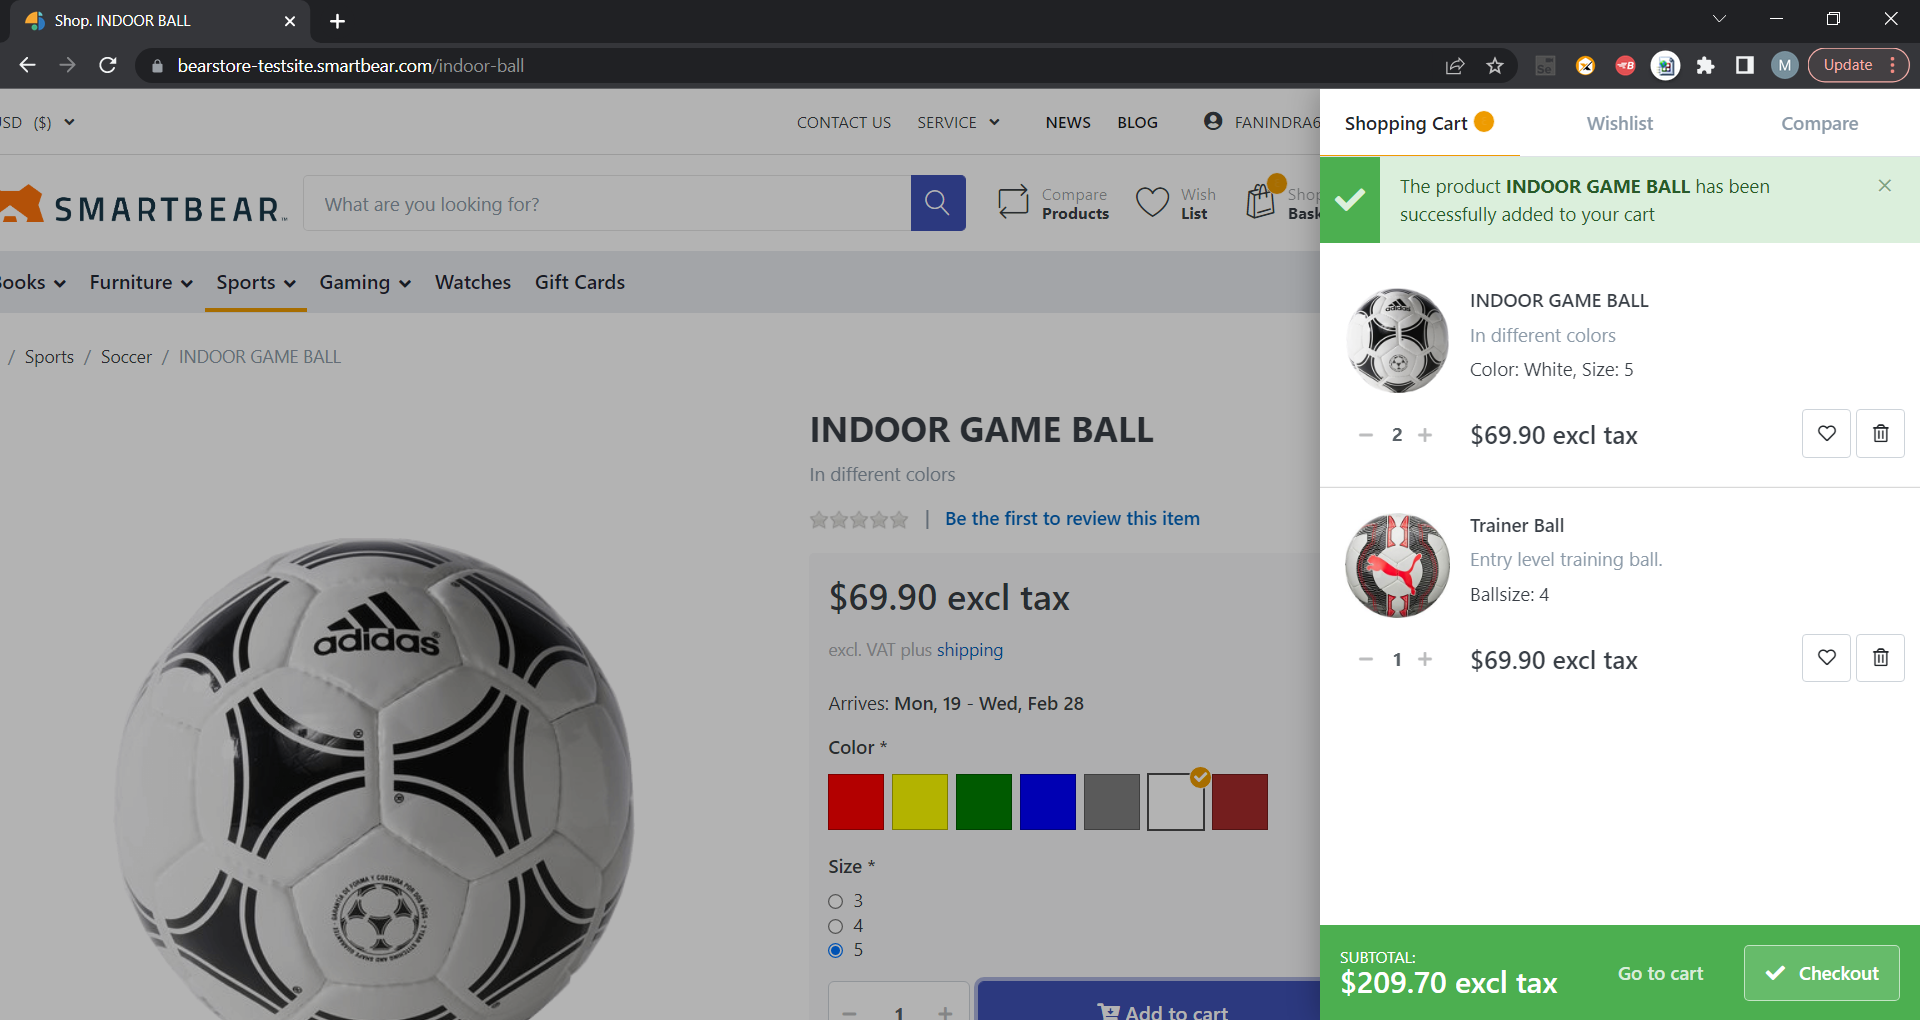 Shop. INDOOR BALL
bearstore-testsite.smartbear.com/indoor-ball
Se
B
M
Update
SD ($)
CONTACT US
SERVICE
NEWS
BLOG
FANINDRA6
SMARTBEAR
What are you looking for?
Compare
Products
Wish
List
Shop
Bask
Books
Furniture
Sports
Gaming
Watches
Gift Cards
/ Sports / Soccer / INDOOR GAME BALL
adidas
INDOOR GAME BALL
In different colors
| Be the first to review this item
$69.90 excl tax
excl. VAT plus shipping
Arrives: Mon, 19 - Wed, Feb 28
Color *
Size *
3
4
5
1
Add to cart
Shopping Cart
Wishlist
Compare
The product INDOOR GAME BALL has been
successfully added to your cart
adidas
INDOOR GAME BALL
In different colors
Color: White, Size: 5
2
$69.90 excl tax
Trainer Ball
Entry level training ball.
Ballsize: 4
1
$69.90 excl tax
SUBTOTAL:
$209.70 excl tax
Go to cart
Checkout